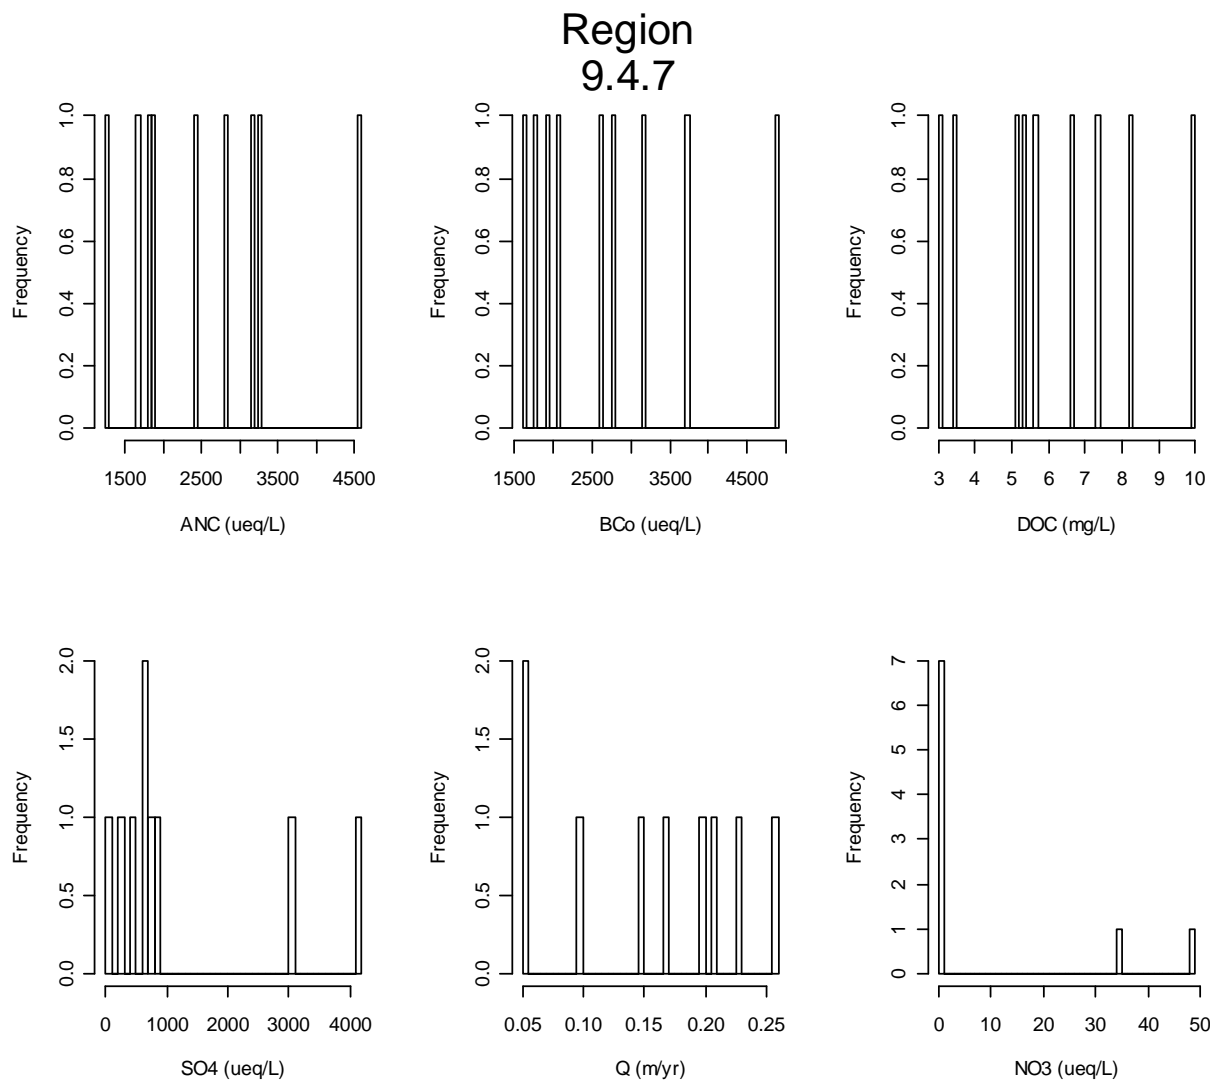 Region
9.4.7
Frequency
0.0 0.2 0.4 0.6 0.8 1.0
1500 2500 3500 4500
ANC (ueq/L)
Frequency
0.0 0.2 0.4 0.6 0.8 1.0
1500 2500 3500 4500
BCo (ueq/L)
Frequency
0.0 0.2 0.4 0.6 0.8 1.0
3 4 5 6 7 8 9 10
DOC (mg/L)
Frequency
0.0 0.5 1.0 1.5 2.0
0 1000 2000 3000 4000
SO4 (ueq/L)
Frequency
0.0 0.5 1.0 1.5 2.0
0.05 0.10 0.15 0.20 0.25
Q (m/yr)
Frequency
0 1 2 3 4 5 6 7
0 10 20 30 40 50
NO3 (ueq/L)